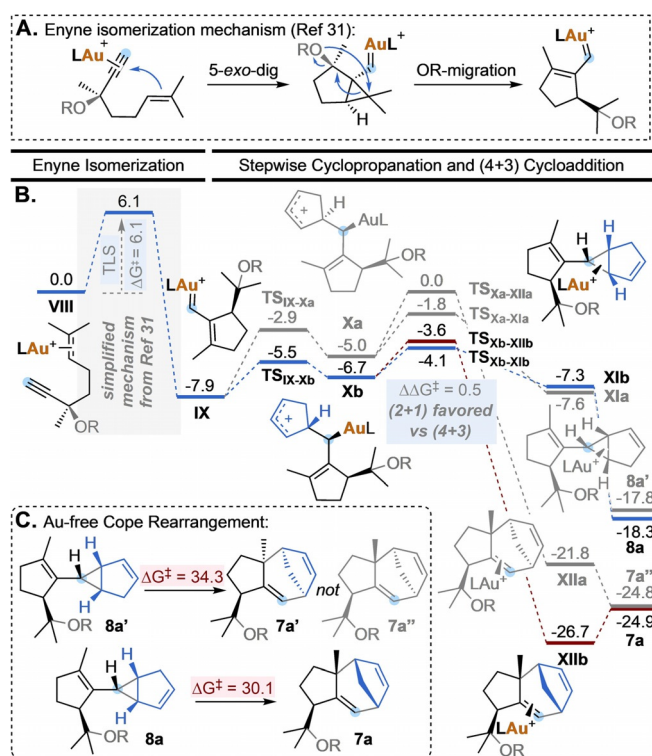 A. Enyne isomerization mechanism (Ref 31)
LAu+
RO
5-exo-dig
RO
AuL+
H
OR-migration
LAu+
OR
Enyne Isomerization
Stepwise Cyclopropanation and (4+3) Cycloaddition
B.
6.1
TLS
ΔG‡ = 6.1
0.0
VIII
LAu+
OR
simplified mechanism from Ref 31
LAu+
OR
-7.9
IX
+
H
AuL
OR
TSIX-Xa
-2.9
-5.5
TSIX-Xb
Xa
-5.0
-6.7
Xb
+
H
AuL
OR
0.0
TSXa-XIIa
-1.8
TSXa-XIa
-3.6
TSXb-XIIb
-4.1
TSXb-XIb
ΔΔG‡ = 0.5
(2+1) favored
vs (4+3)
H
LAu+
H
OR
-7.3
XIb
-7.6
XIa
H
LAu+
H
OR
8a'
-17.8
-18.3
8a
LAu+
OR
-21.8
XIIa
7a''
-24.8
-24.9
7a
-26.7
XIIb
LAu+
OR
C. Au-free Cope Rearrangement:
H
H
H
OR
8a'
ΔG‡ = 34.3
OR
7a'
not
OR
7a''
H
H
H
OR
8a
ΔG‡ = 30.1
OR
7a